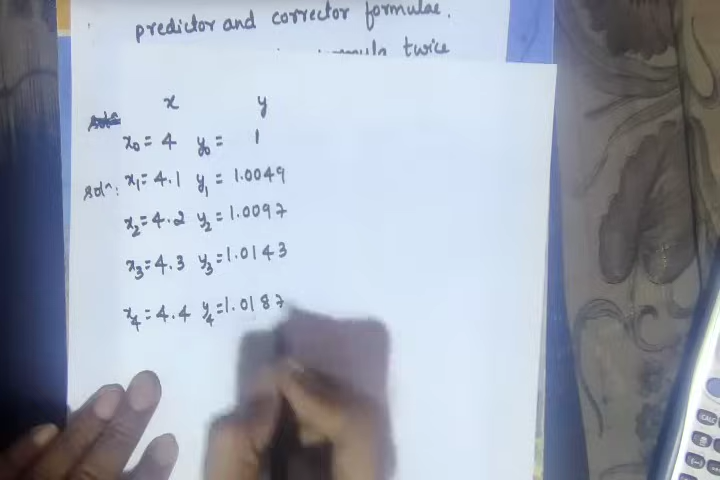 predictor and corrector formulae.
twice
x y
x₀ = 4 y₀ = 1
solⁿ: x₁ = 4.1 y₁ = 1.0049
x₂ = 4.2 y₂ = 1.0097
x₃ = 4.3 y₃ = 1.0143
x₄ = 4.4 y₄ = 1.0187